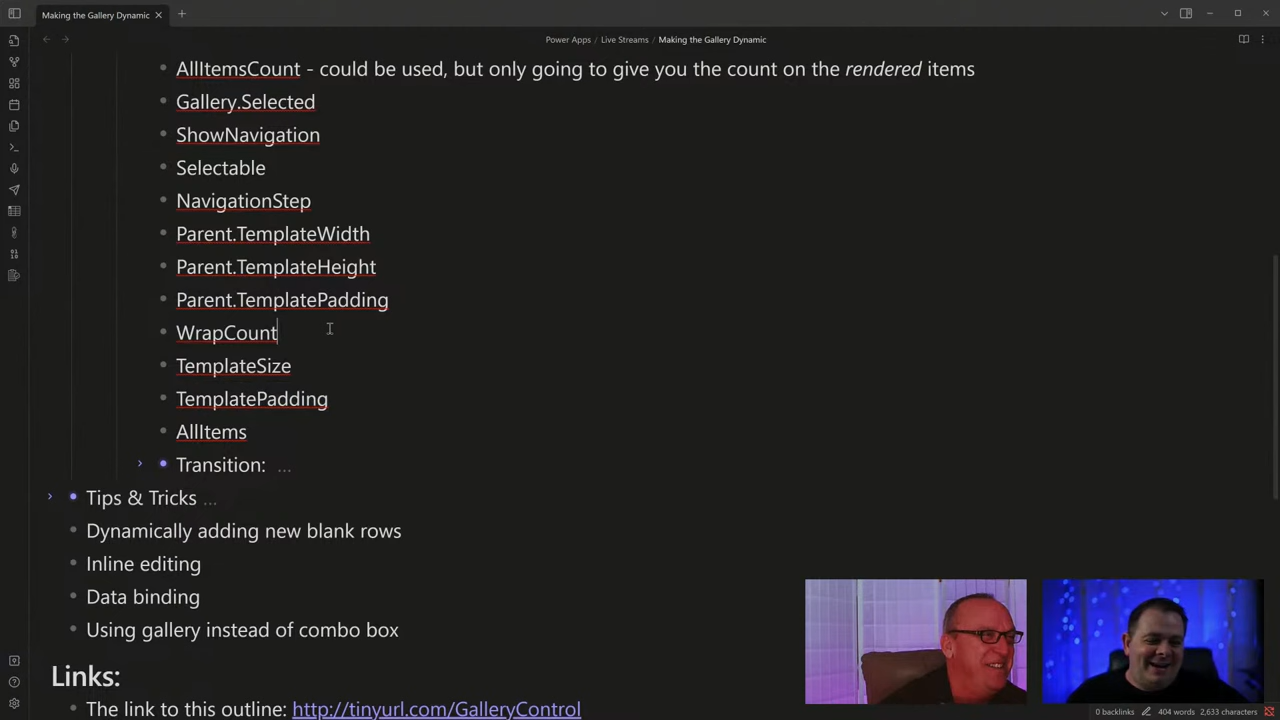 Making the Gallery Dynamic
Power Apps / Live Streams / Making the Gallery Dynamic
AllItemsCount - could be used, but only going to give you the count on the rendered items
Gallery.Selected
ShowNavigation
Selectable
NavigationStep
Parent.TemplateWidth
Parent.TemplateHeight
Parent.TemplatePadding
WrapCount
TemplateSize
TemplatePadding
AllItems
Transition: ...
Tips & Tricks ...
Dynamically adding new blank rows
Inline editing
Data binding
Using gallery instead of combo box
Links:
The link to this outline: http://tinyurl.com/GalleryControl
0 backlinks 404 words 2,633 characters